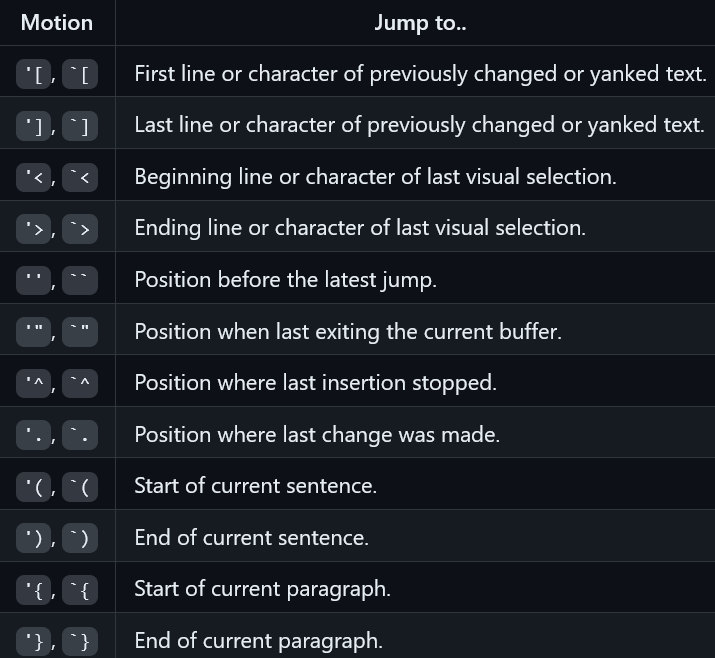 Motion Jump to..
'[, `[ First line or character of previously changed or yanked text.
'], `] Last line or character of previously changed or yanked text.
'<, `< Beginning line or character of last visual selection.
'>, `> Ending line or character of last visual selection.
'', `` Position before the latest jump.
'", `" Position when last exiting the current buffer.
'^, `^ Position where last insertion stopped.
'., `. Position where last change was made.
'(, `( Start of current sentence.
'), `) End of current sentence.
'{, `{ Start of current paragraph.
'}, `} End of current paragraph.